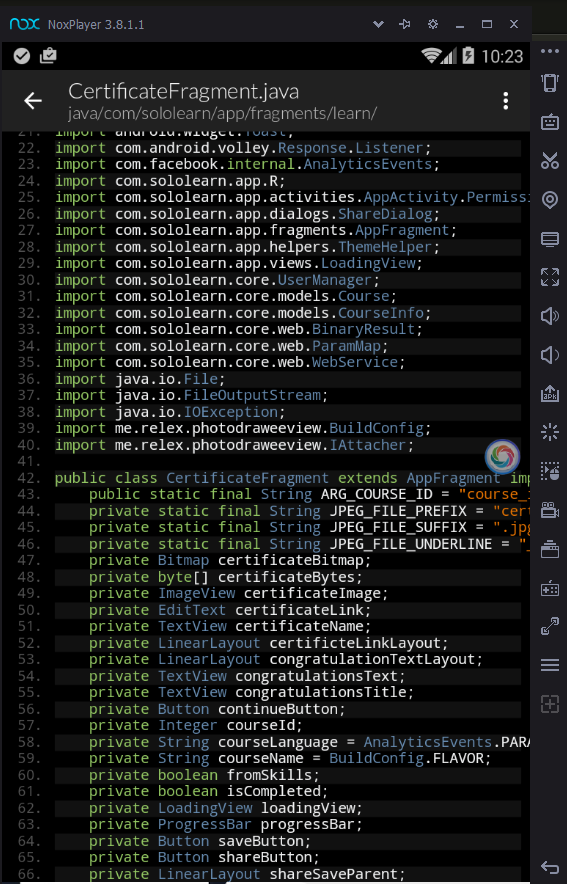 nox NoxPlayer 3.8.1.1
10:23
CertificateFragment.java
java/com/sololearn/app/fragments/learn/
21. import android.widget.Toast;
22. import com.android.volley.Response.Listener;
23. import com.facebook.internal.AnalyticsEvents;
24. import com.sololearn.app.R;
25. import com.sololearn.app.activities.AppActivity.Permissi
26. import com.sololearn.app.dialogs.ShareDialog;
27. import com.sololearn.app.fragments.AppFragment;
28. import com.sololearn.app.helpers.ThemeHelper;
29. import com.sololearn.app.views.LoadingView;
30. import com.sololearn.core.UserManager;
31. import com.sololearn.core.models.Course;
32. import com.sololearn.core.models.CourseInfo;
33. import com.sololearn.core.web.BinaryResult;
34. import com.sololearn.core.web.ParamMap;
35. import com.sololearn.core.web.WebService;
36. import java.io.File;
37. import java.io.FileOutputStream;
38. import java.io.IOException;
39. import me.relex.photodraweeview.BuildConfig;
40. import me.relex.photodraweeview.IAttacher;
41.
42. public class CertificateFragment extends AppFragment imp
43. public static final String ARG_COURSE_ID = "course_i
44. private static final String JPEG_FILE_PREFIX = "cert
45. private static final String JPEG_FILE_SUFFIX = ".jpg
46. private static final String JPEG_FILE_UNDERLINE = "_
47. private Bitmap certificateBitmap;
48. private byte[] certificateBytes;
49. private ImageView certificateImage;
50. private EditText certificateLink;
51. private TextView certificateName;
52. private LinearLayout certificteLinkLayout;
53. private LinearLayout congratulationTextLayout;
54. private TextView congratulationsText;
55. private TextView congratulationsTitle;
56. private Button continueButton;
57. private Integer courseId;
58. private String courseLanguage = AnalyticsEvents.PARA
59. private String courseName = BuildConfig.FLAVOR;
60. private boolean fromSkills;
61. private boolean isCompleted;
62. private LoadingView loadingView;
63. private ProgressBar progressBar;
64. private Button saveButton;
65. private Button shareButton;
66. private LinearLayout shareSaveParent;